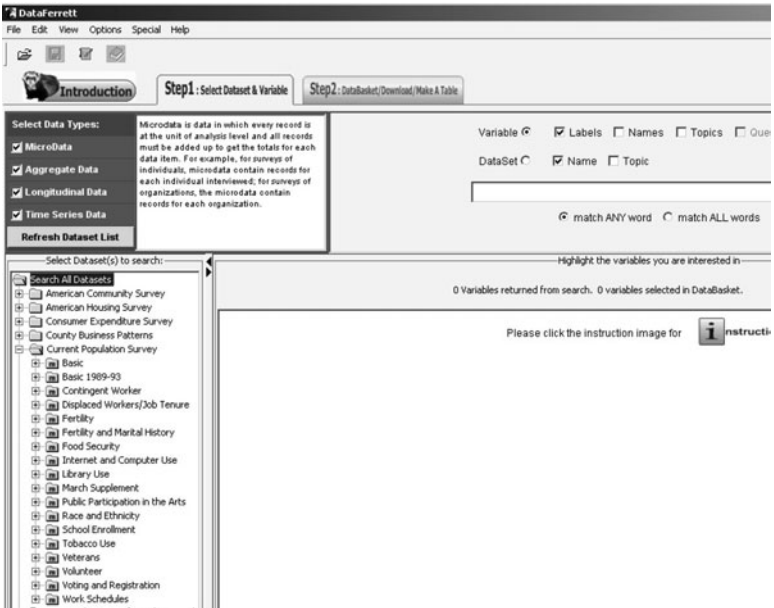 DataFerrett
File Edit View Options Special Help
Introduction
Step1 : Select Dataset & Variable
Step2 : DataBasket/Download/Make A Table
Select Data Types:
MicroData
Aggregate Data
Longitudinal Data
Time Series Data
Refresh Dataset List
Microdata is data in which every record is
at the unit of analysis level and all records
must be added up to get the totals for each
data item. For example, for surveys of
individuals, microdata contain records for
each individual interviewed; for surveys of
organizations, the microdata contain
records for each organization.
Variable Labels Names Topics Que
DataSet Name Topic
match ANY word match ALL words
Select Dataset(s) to search:
Search All Datasets
American Community Survey
American Housing Survey
Consumer Expenditure Survey
County Business Patterns
Current Population Survey
Basic
Basic 1989-93
Contingent Worker
Displaced Workers/Job Tenure
Fertility
Fertility and Marital History
Food Security
Internet and Computer Use
Library Use
March Supplement
Public Participation in the Arts
Race and Ethnicity
School Enrollment
Tobacco Use
Veterans
Volunteer
Voting and Registration
Work Schedules
Highlight the variables you are interested in
0 Variables returned from search. 0 variables selected in DataBasket.
Please click the instruction image for instructi